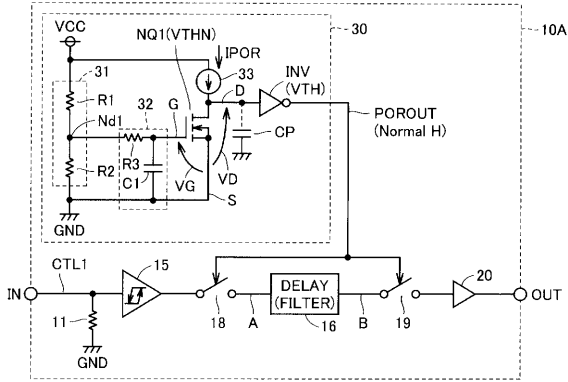 VCC
NQ1(VTHN)
IPOR
30
10A
31
33
INV
(VTH)
D
R1
32
Nd1
G
CP
POROUT
(Normal H)
R3
R2
C1
VG
VD
S
GND
CTL1
15
20
IN
DELAY
(FILTER)
OUT
11
18
A
16
B
19
GND